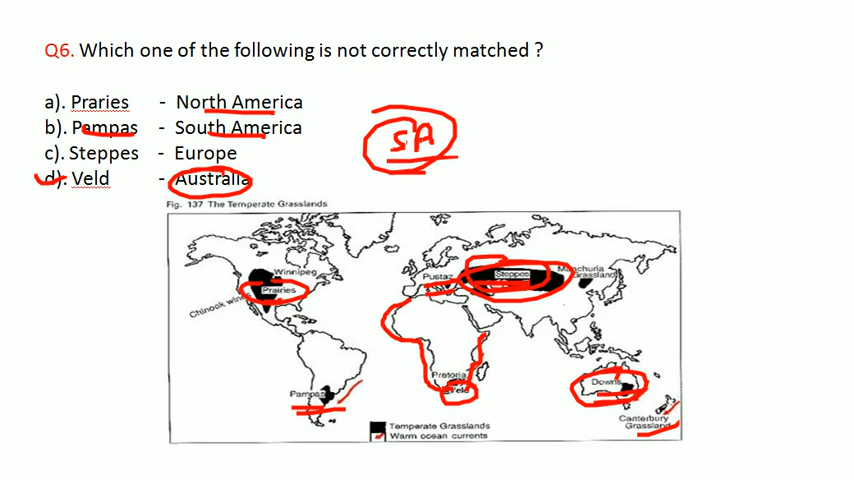 Q6. Which one of the following is not correctly matched ?
a). Praries - North America
b). Pampas - South America
c). Steppes - Europe
d). Veld - Australia
SA
Fig. 137 The Temperate Grasslands
Winnipeg
Prairies
Chinook winds
Pustaz
Steppes
Manchuria
Grassland
Pretoria
Veld
Pampas
Downs
Canterbury
Grassland
Temperate Grasslands
Warm ocean currents